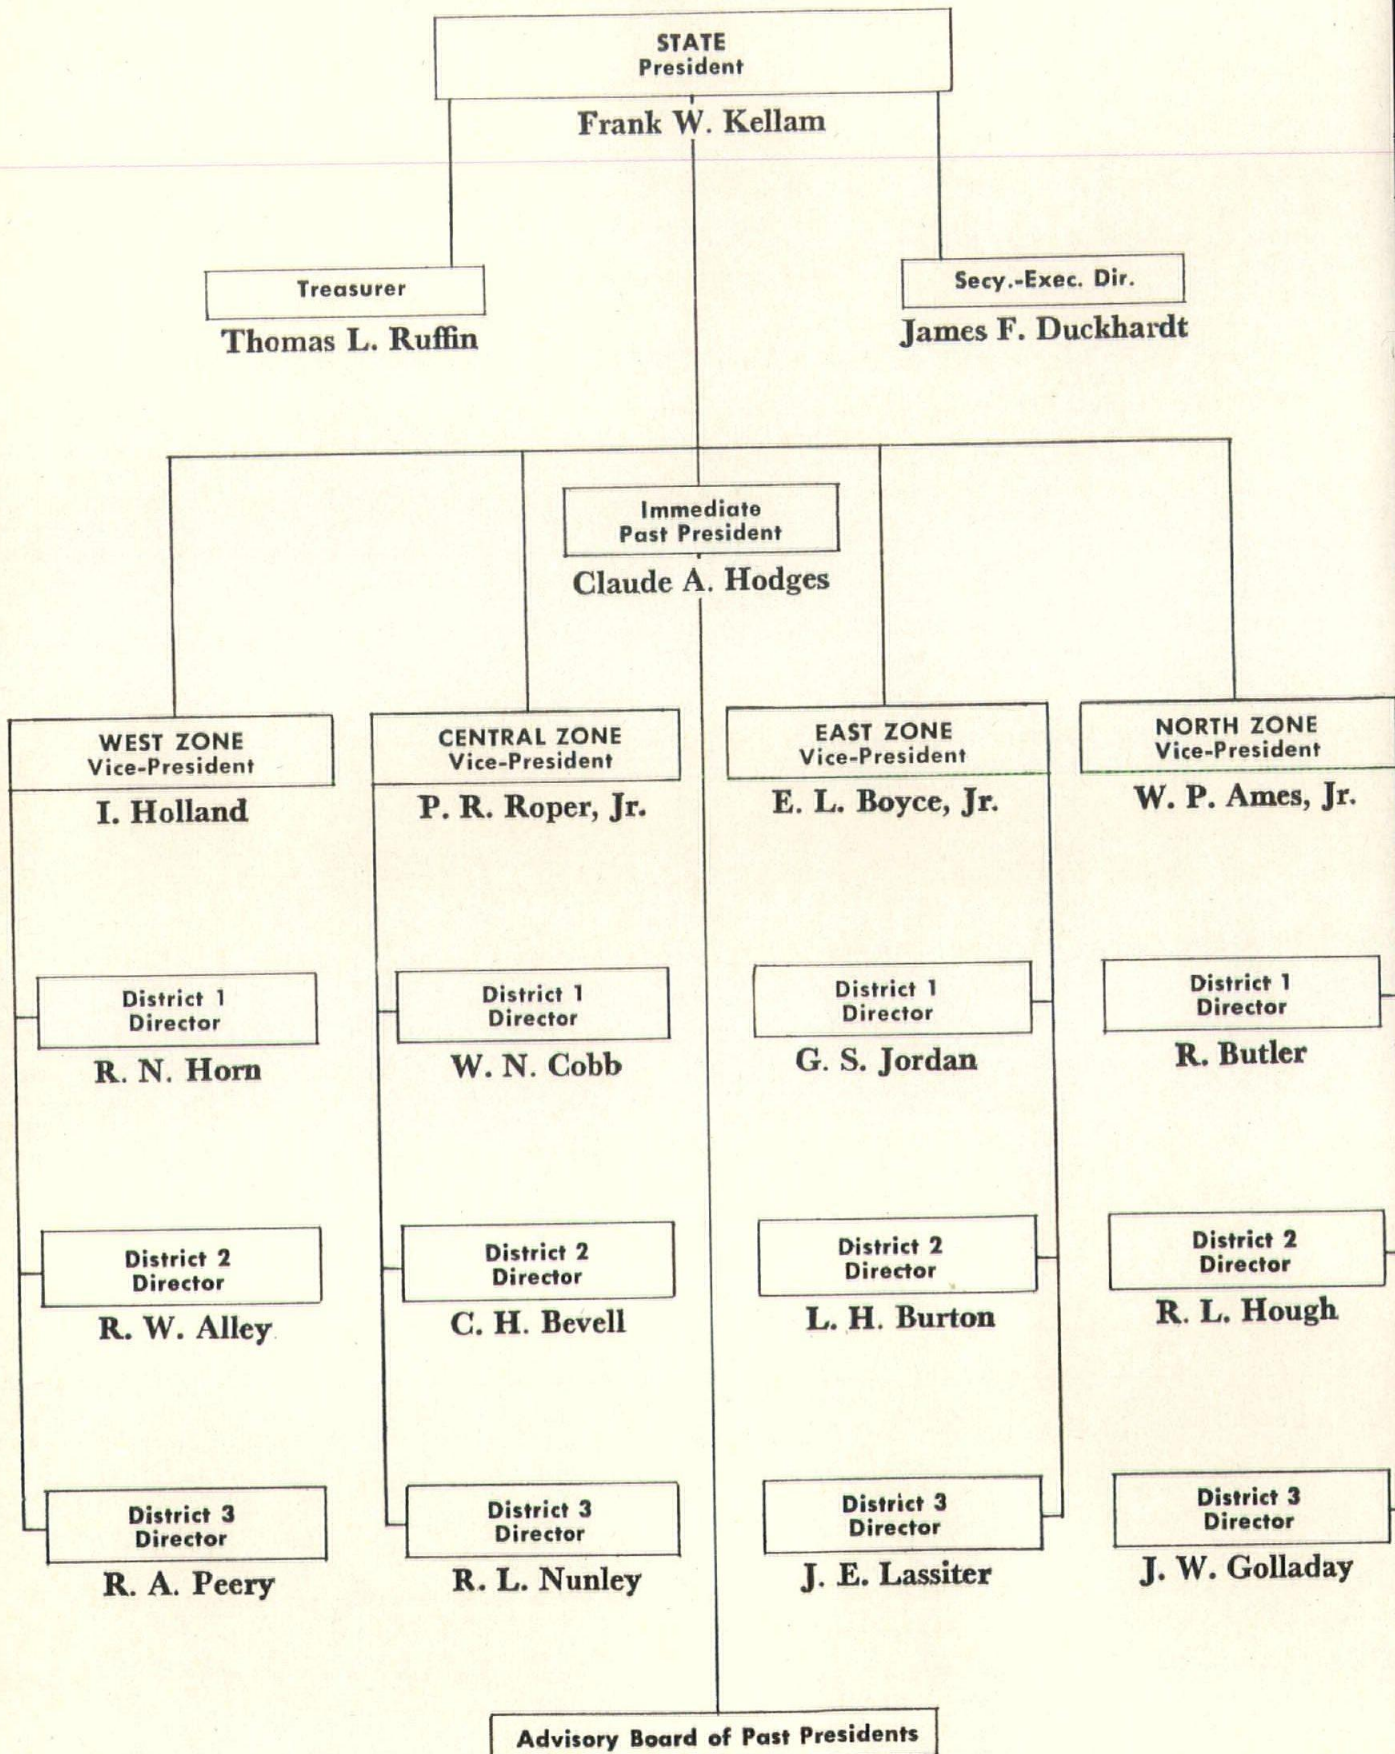 STATE
President
Frank W. Kellam
Treasurer
Thomas L. Ruffin
Secy.-Exec. Dir.
James F. Duckhardt
Immediate
Past President
Claude A. Hodges
WEST ZONE
Vice-President
I. Holland
CENTRAL ZONE
Vice-President
P. R. Roper, Jr.
EAST ZONE
Vice-President
E. L. Boyce, Jr.
NORTH ZONE
Vice-President
W. P. Ames, Jr.
District 1
Director
R. N. Horn
District 1
Director
W. N. Cobb
District 1
Director
G. S. Jordan
District 1
Director
R. Butler
District 2
Director
R. W. Alley
District 2
Director
C. H. Bevell
District 2
Director
L. H. Burton
District 2
Director
R. L. Hough
District 3
Director
R. A. Peery
District 3
Director
R. L. Nunley
District 3
Director
J. E. Lassiter
District 3
Director
J. W. Golladay
Advisory Board of Past Presidents